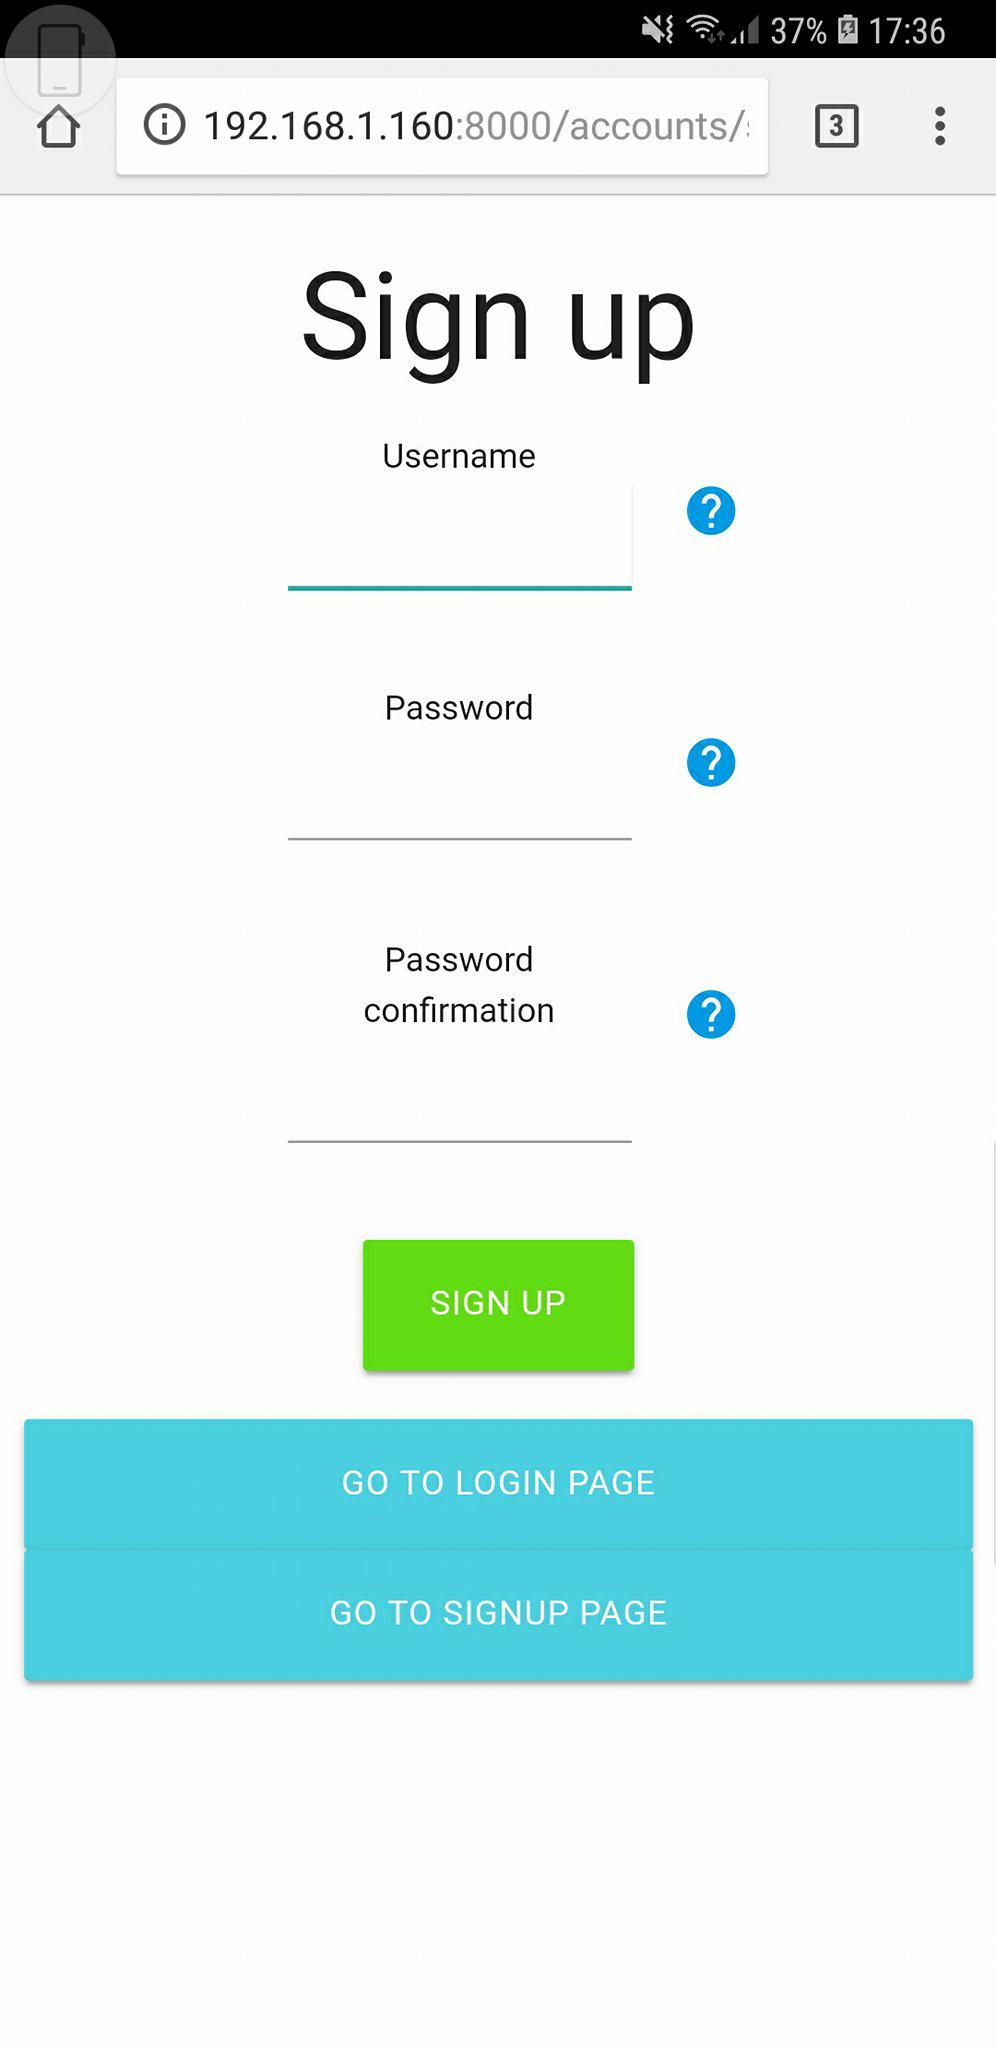 37% 17:36
192.168.1.160:8000/accounts/
3
Sign up
Username
?
Password
?
Password
confirmation
?
SIGN UP
GO TO LOGIN PAGE
GO TO SIGNUP PAGE